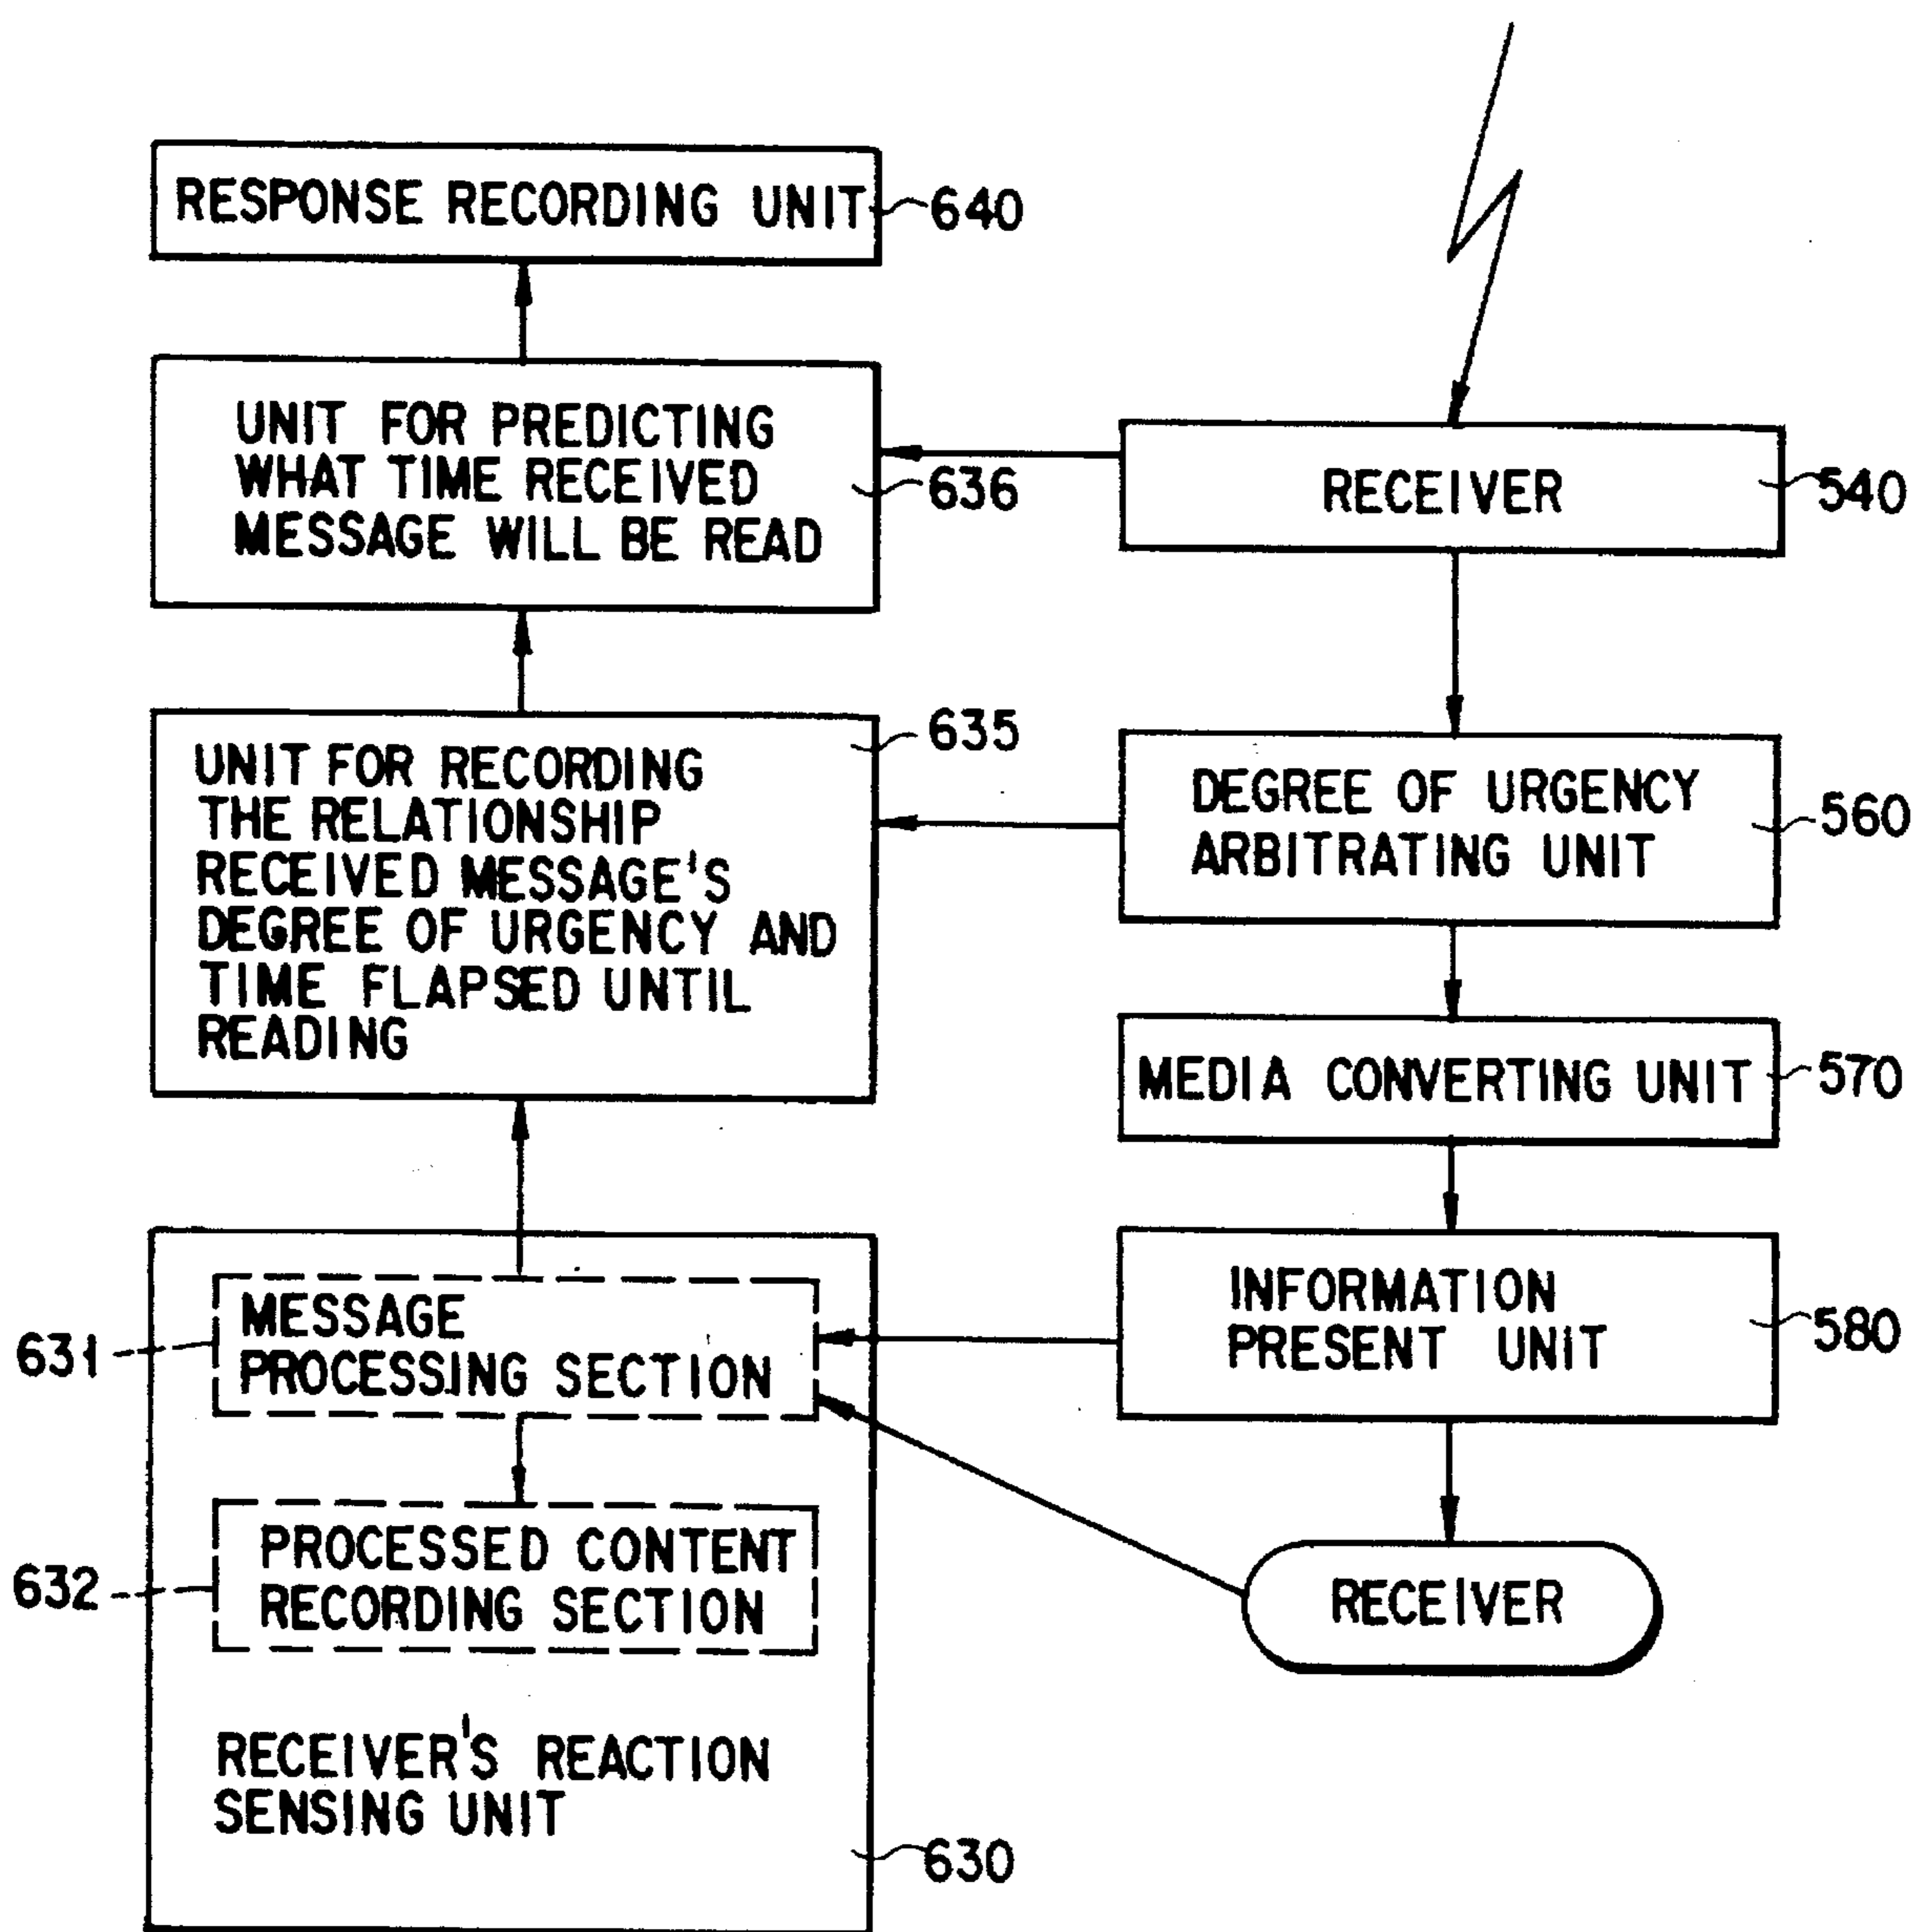 RESPONSE RECORDING UNIT
640
UNIT FOR PREDICTING
WHAT TIME RECEIVED
MESSAGE WILL BE READ
636
RECEIVER
540
UNIT FOR RECORDING
THE RELATIONSHIP
RECEIVED MESSAGE'S
DEGREE OF URGENCY AND
TIME FLAPSED UNTIL
READING
635
DEGREE OF URGENCY
ARBITRATING UNIT
560
MEDIA CONVERTING UNIT
570
MESSAGE
PROCESSING SECTION
631
INFORMATION
PRESENT UNIT
580
PROCESSED CONTENT
RECORDING SECTION
632
RECEIVER
RECEIVER'S REACTION
SENSING UNIT
630